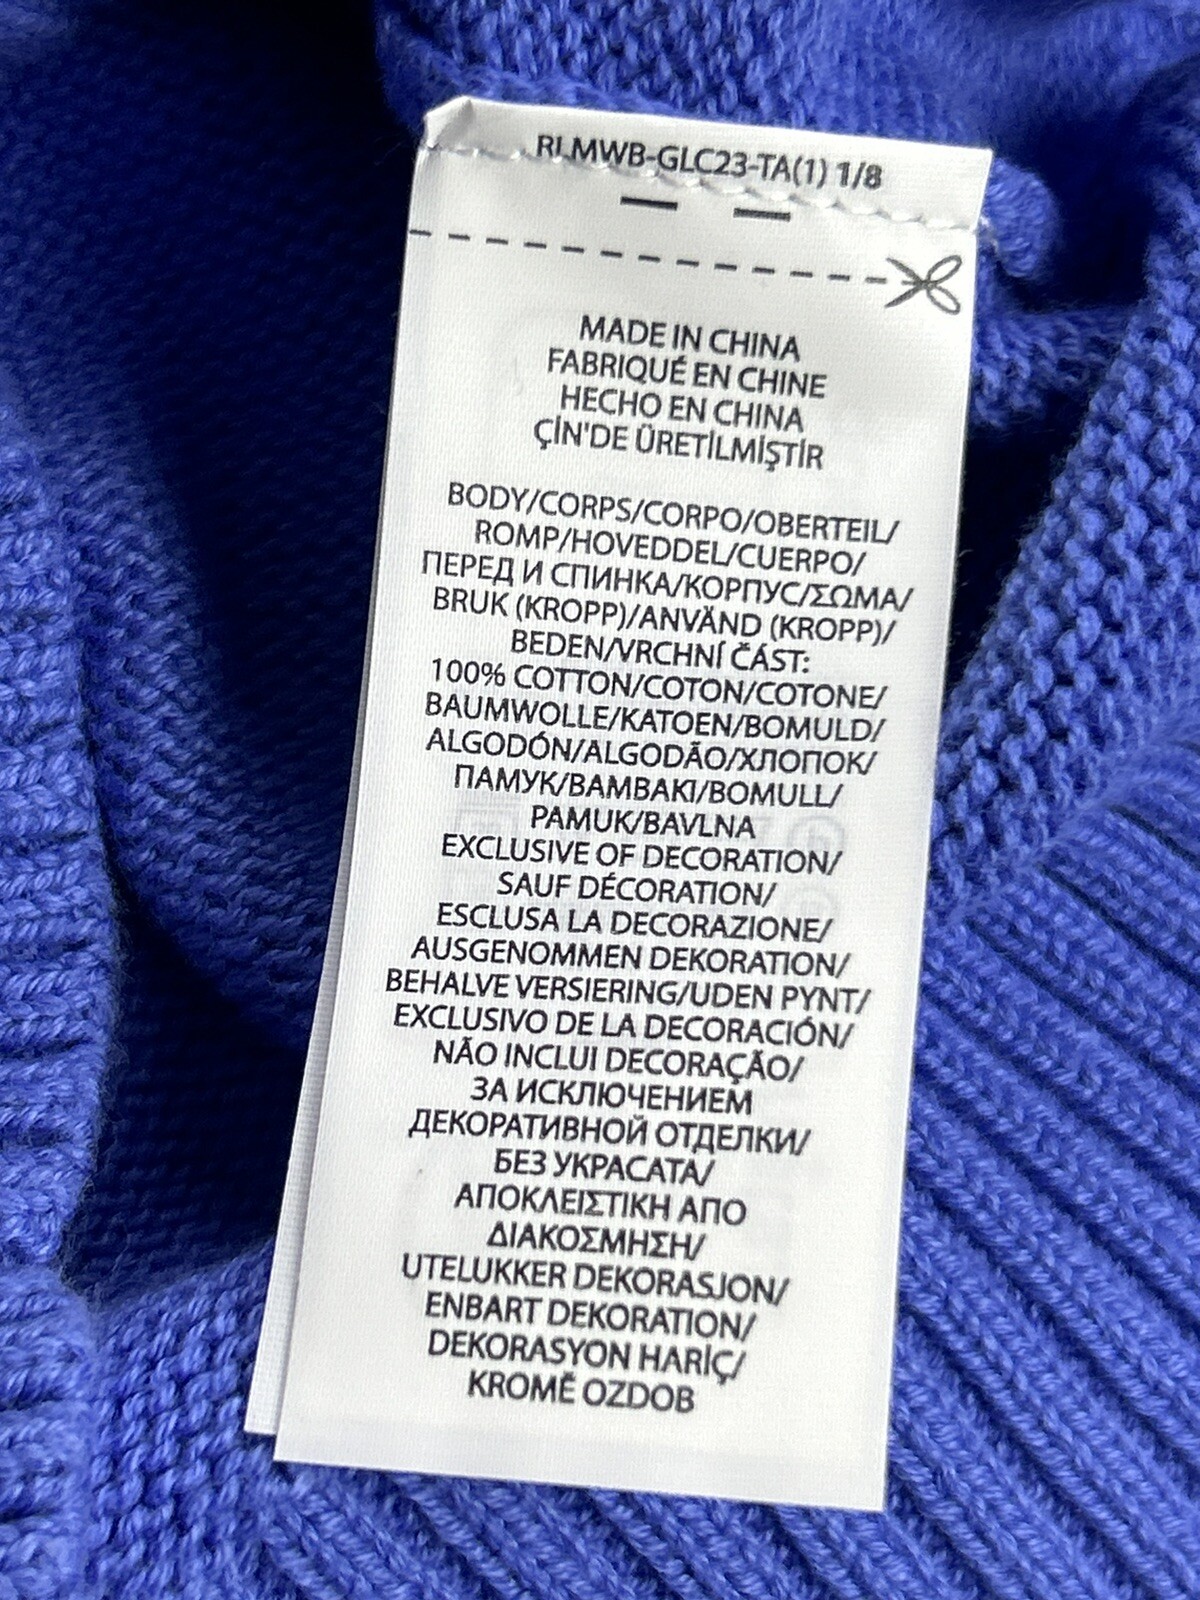 RLMWB-GLC23-TA(1) 1/8
MADE IN CHINA
FABRIQUÉ EN CHINE
HECHO EN CHINA
ÇİN'DE ÜRETİLMİŞTİR
BODY/CORPS/CORPO/OBERTEIL/
ROMP/HOVEDDEL/CUERPO/
ПЕРЕД И СПИНКА/КОРПУС/ΣΩΜΑ/
BRUK (KROPP)/ANVÄND (KROPP)/
BEDEN/VRCHNÍ ČÁST:
100% COTTON/COTON/COTONE/
BAUMWOLLE/KATOEN/BOMULD/
ALGODÓN/ALGODÃO/ХЛОПОК/
ПАМУК/ΒΑΜΒΑΚΙ/BOMULL/
PAMUK/BAVLNA
EXCLUSIVE OF DECORATION/
SAUF DÉCORATION/
ESCLUSA LA DECORAZIONE/
AUSGENOMMEN DEKORATION/
BEHALVE VERSIERING/UDEN PYNT/
EXCLUSIVO DE LA DECORACIÓN/
NÃO INCLUI DECORAÇÃO/
ЗА ИСКЛЮЧЕНИЕМ
ДЕКОРАТИВНОЙ ОТДЕЛКИ/
БЕЗ УКРАСАТА/
ΑΠΟΚΛΕΙΣΤΙΚΗ ΑΠΟ
ΔΙΑΚΟΣΜΗΣΗ/
UTELUKKER DEKORASJON/
ENBART DEKORATION/
DEKORASYON HARİÇ/
KROMĚ OZDOB